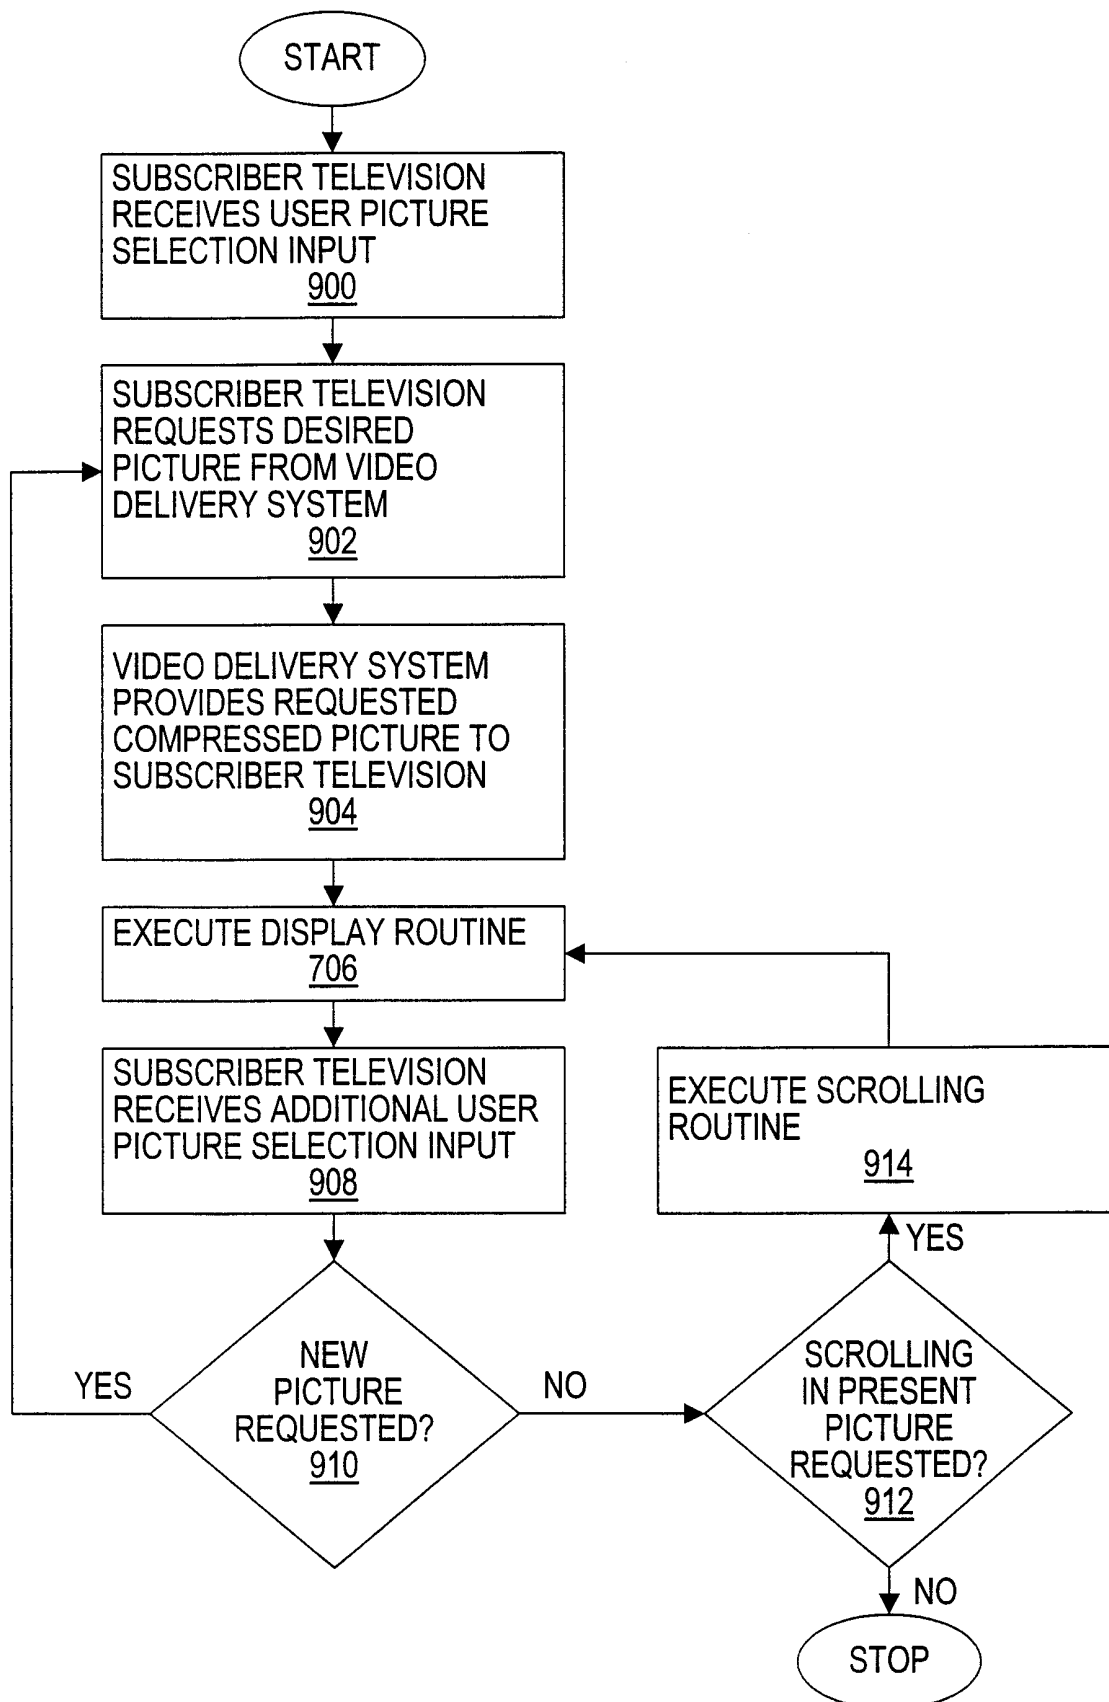 START
SUBSCRIBER TELEVISION
RECEIVES USER PICTURE
SELECTION INPUT
900
SUBSCRIBER TELEVISION
REQUESTS DESIRED
PICTURE FROM VIDEO
DELIVERY SYSTEM
902
VIDEO DELIVERY SYSTEM
PROVIDES REQUESTED
COMPRESSED PICTURE TO
SUBSCRIBER TELEVISION
904
EXECUTE DISPLAY ROUTINE
706
SUBSCRIBER TELEVISION
RECEIVES ADDITIONAL USER
PICTURE SELECTION INPUT
908
EXECUTE SCROLLING
ROUTINE
914
YES
NEW
PICTURE
REQUESTED?
910
YES
NO
SCROLLING
IN PRESENT
PICTURE
REQUESTED?
912
NO
STOP